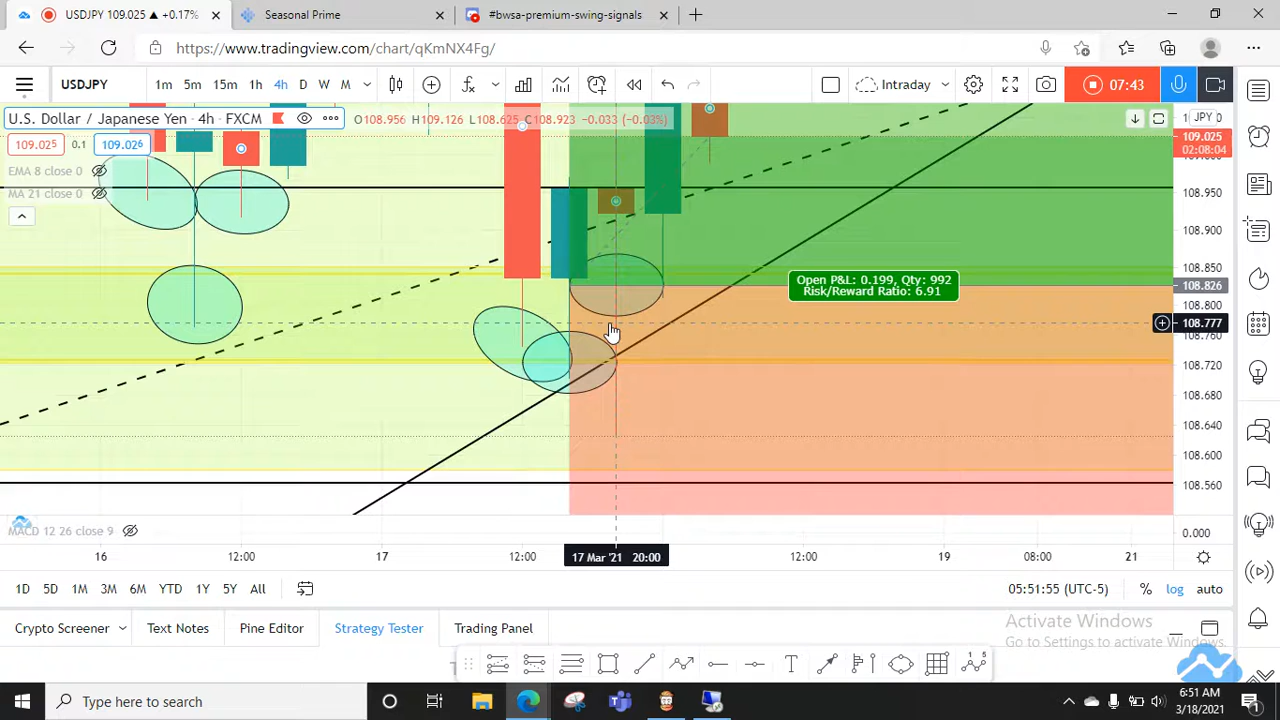 USDJPY 109.025 ▲ +0.17%
Seasonal Prime
#bwsa-premium-swing-signals
https://www.tradingview.com/chart/qKmNX4Fg/
USDJPY
1m 5m 15m 1h 4h D W M
Intraday
07:43
U.S. Dollar / Japanese Yen · 4h · FXCM
O108.956 H109.126 L108.625 C108.923 −0.033 (−0.03%)
JPY
109.025 0.1 109.026
109.025
02:08:04
EMA 8 close 0
MA 21 close 0
108.950
108.900
108.850
Open P&L: 0.199, Qty: 992
Risk/Reward Ratio: 6.91
108.826
108.800
108.777
108.760
108.720
108.680
108.640
108.600
108.560
MACD 12 26 close 9
0.000
16 12:00 17 12:00 17 Mar '21 20:00 12:00 19 08:00 21
1D 5D 1M 3M 6M YTD 1Y 5Y All
05:51:55 (UTC-5) % log auto
Activate Windows
Go to Settings to activate Windows.
Crypto Screener Text Notes Pine Editor Strategy Tester Trading Panel
Type here to search
6:51 AM
3/18/2021